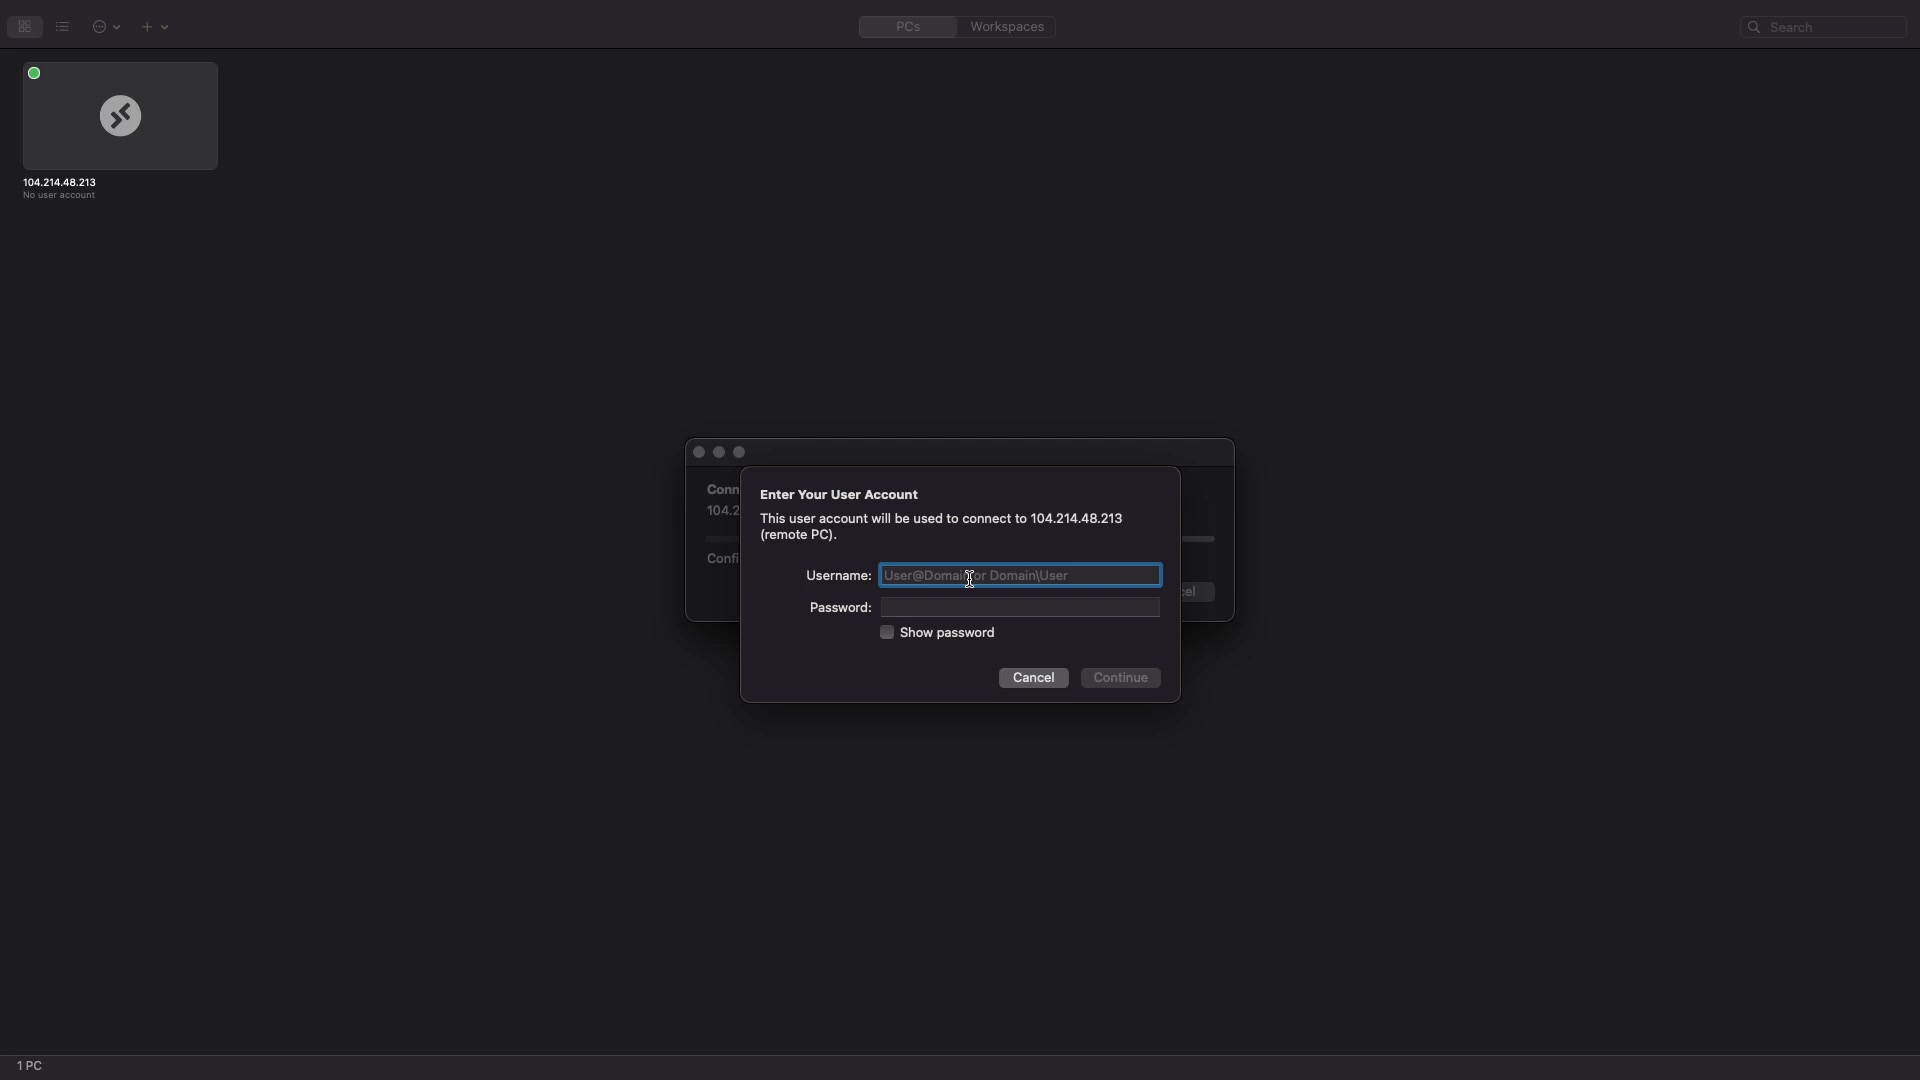 PCs
Workspaces
Search
104.214.48.213
No user account
Conn
104.2
Confi
cel
Enter Your User Account
This user account will be used to connect to 104.214.48.213
(remote PC).
Username: User@Domain or Domain\User
Password:
Show password
Cancel
Continue
1 PC